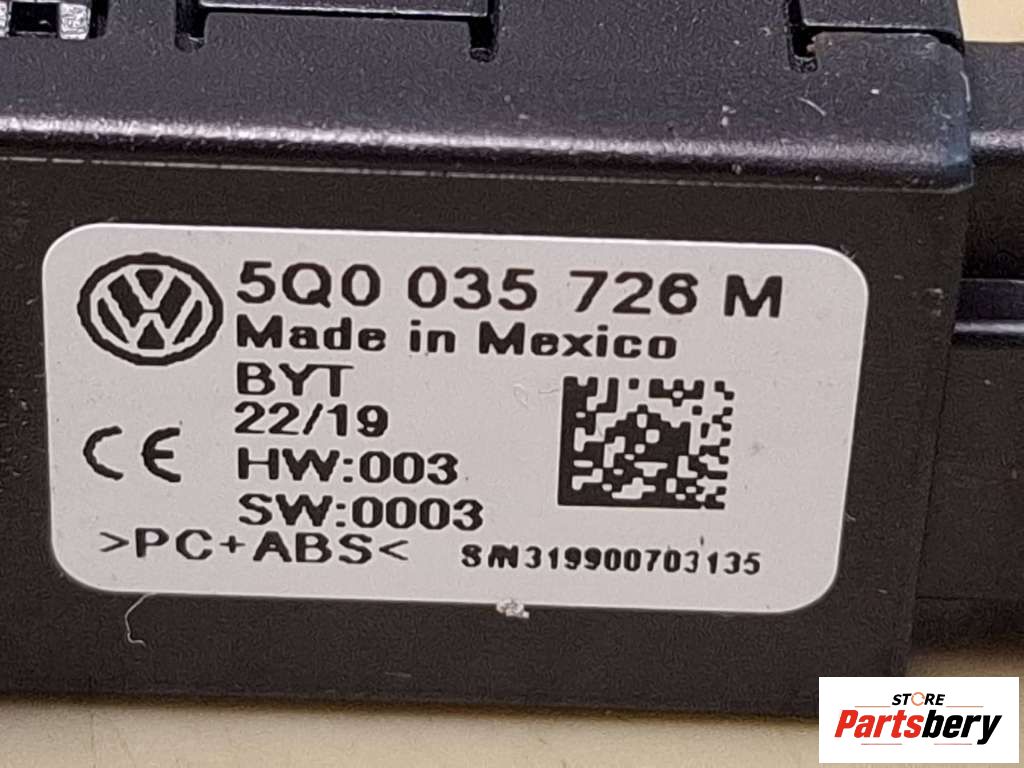 5Q0 035 726 M
Made in Mexico
BYT
22/19
CE
HW:003
SW:0003
>PC+ABS<
S/N319900703135
STORE
Partsbery